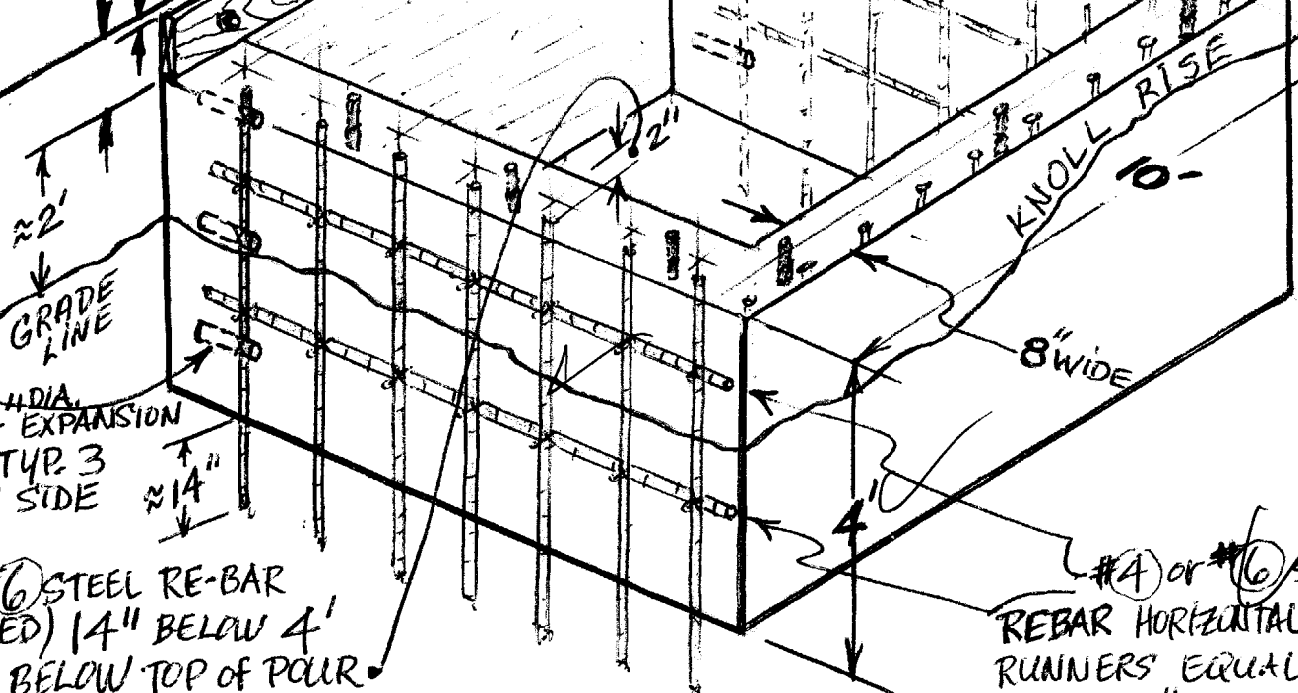 2"
≈2'
RISE
KNOLL
10-
GRADE
LINE
8" WIDE
" DIA.
EXPANSION
TYP. 3
SIDE
≈14"
4'
6 STEEL RE-BAR
ED) 14" BELOW 4'
BELOW TOP of POUR
#4 or #6
REBAR HORIZONTAL
RUNNERS EQUAL